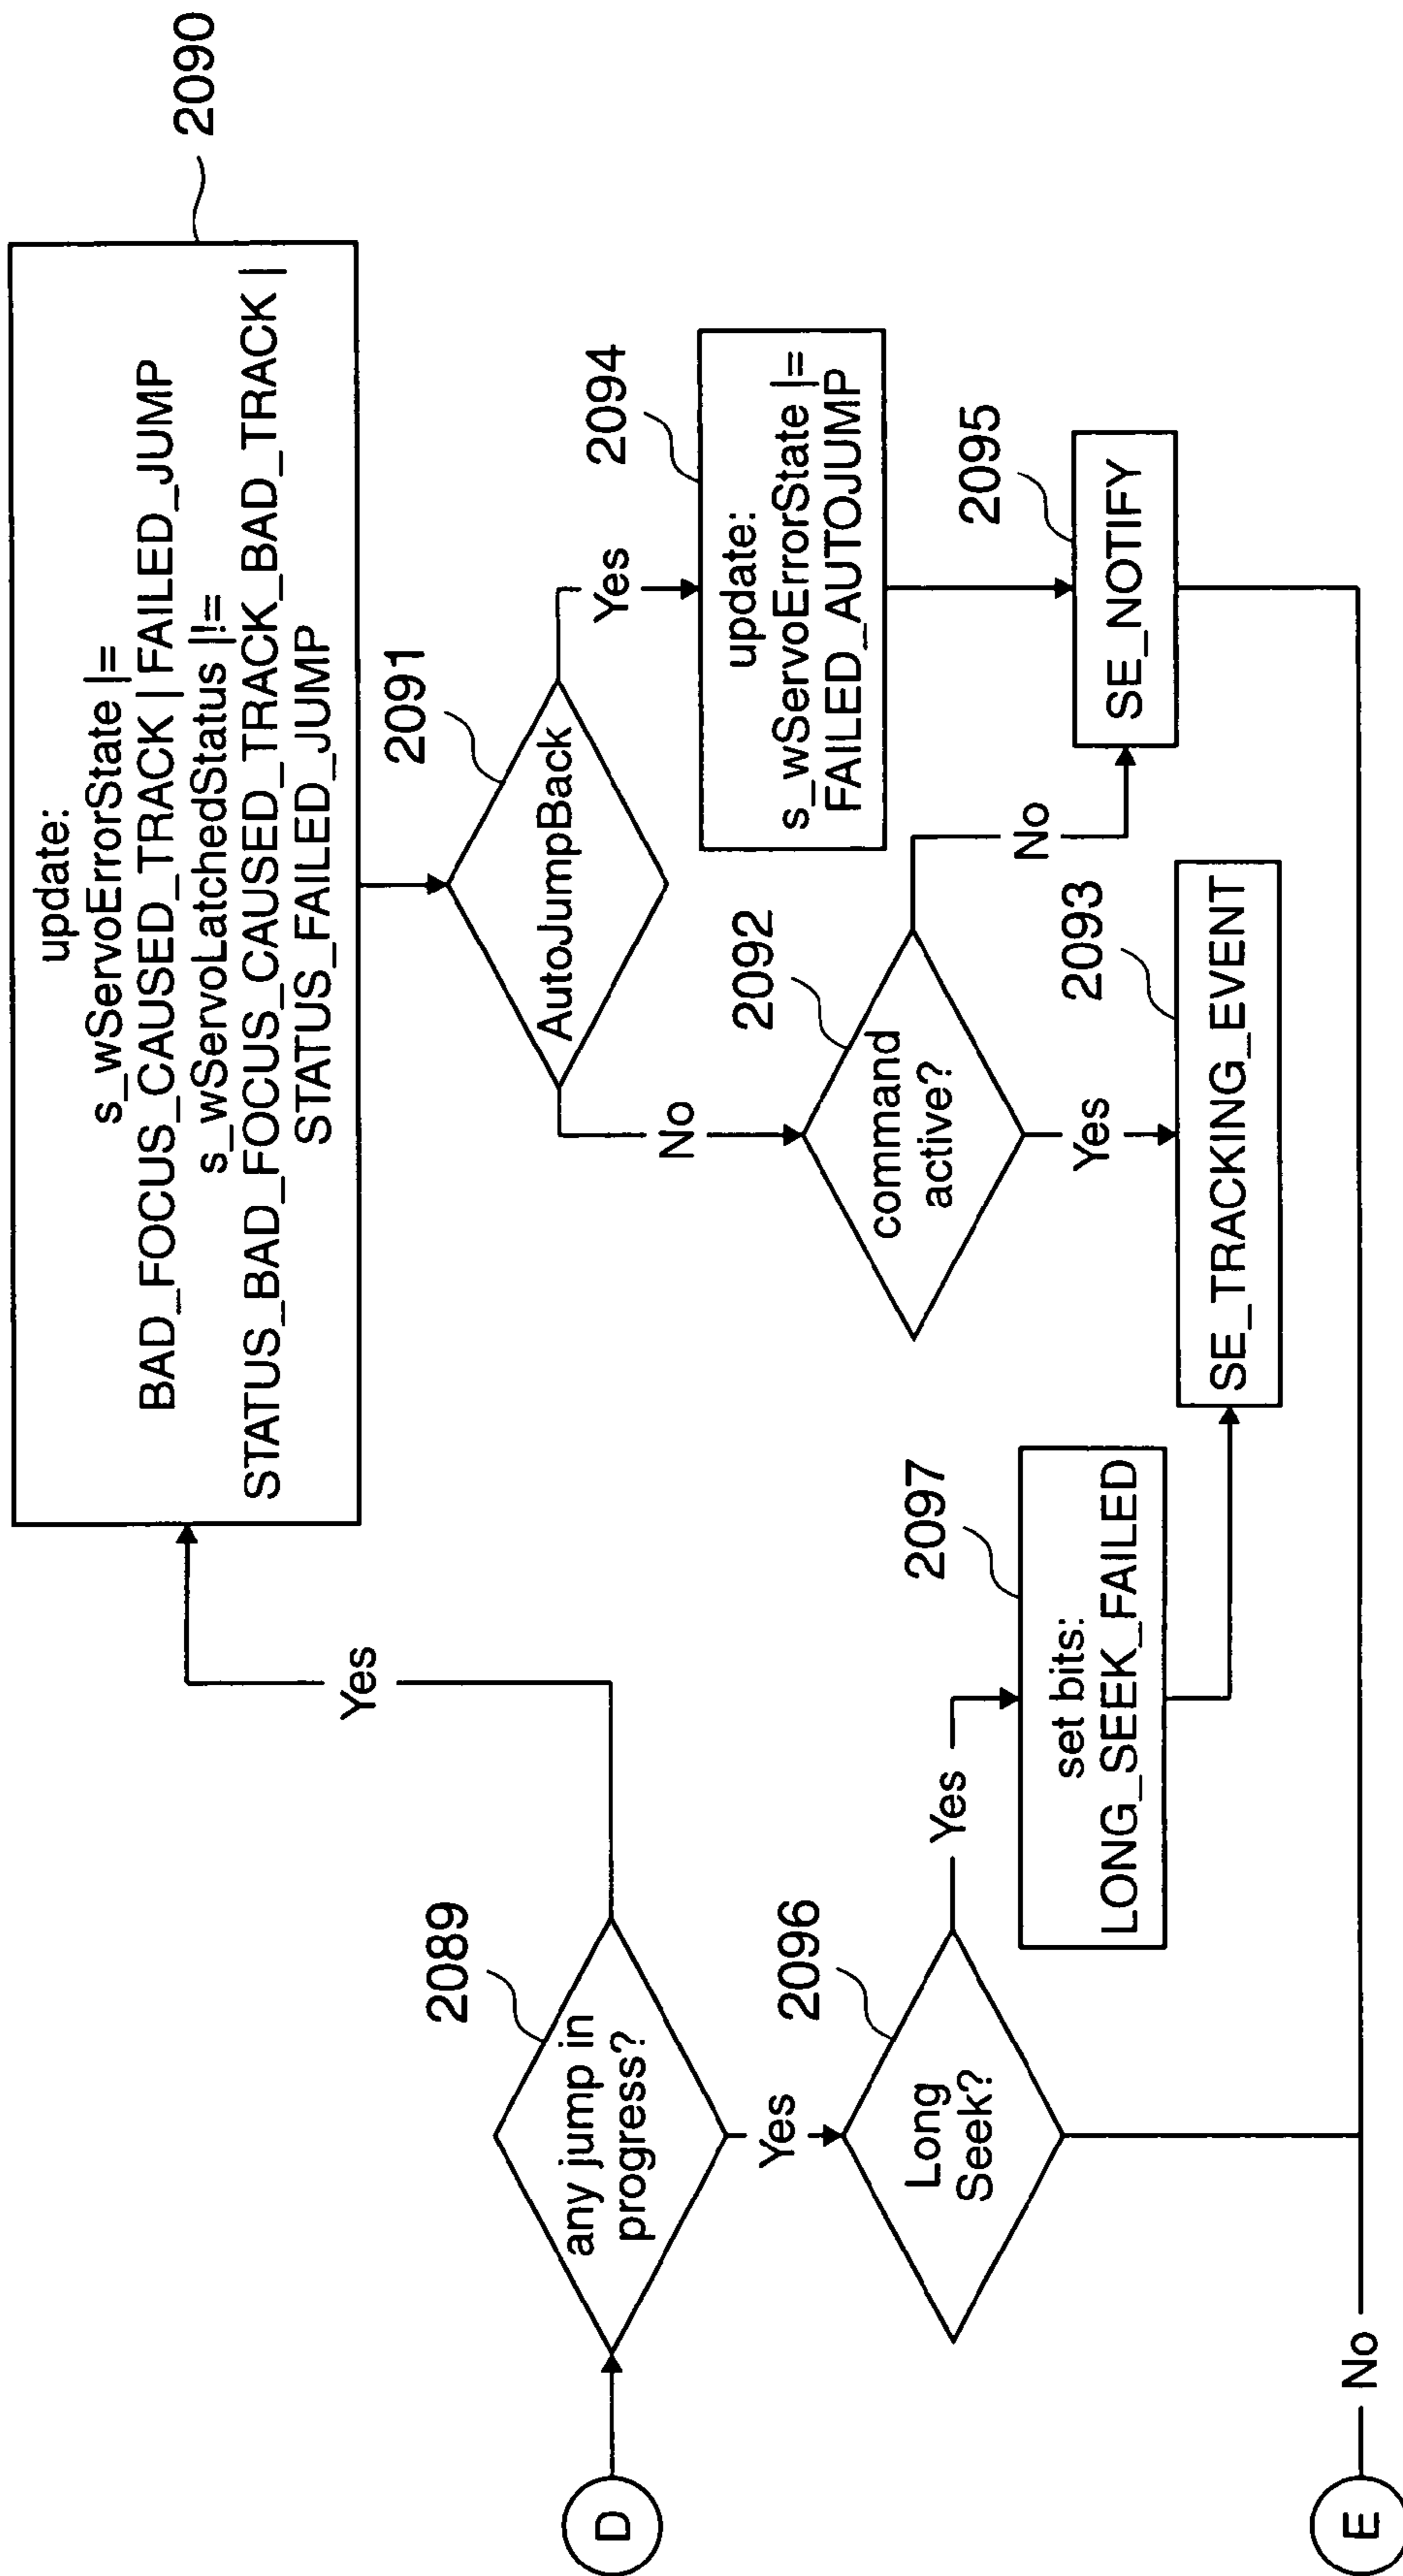 D
2089
any jump in
progress?
Yes
2090
update:
s_wServoErrorState |=
BAD_FOCUS_CAUSED_TRACK | FAILED_JUMP
s_wServoLatchedStatus |!=
STATUS_BAD_FOCUS_CAUSED_TRACK_BAD_TRACK |
STATUS_FAILED_JUMP
2091
AutoJumpBack
Yes
2094
update:
s_wServoErrorState |=
FAILED_AUTOJUMP
No
2092
command
active?
No
2095
SE_NOTIFY
Yes
2093
SE_TRACKING_EVENT
Yes
2096
Long
Seek?
Yes
2097
set bits:
LONG_SEEK_FAILED
E
No